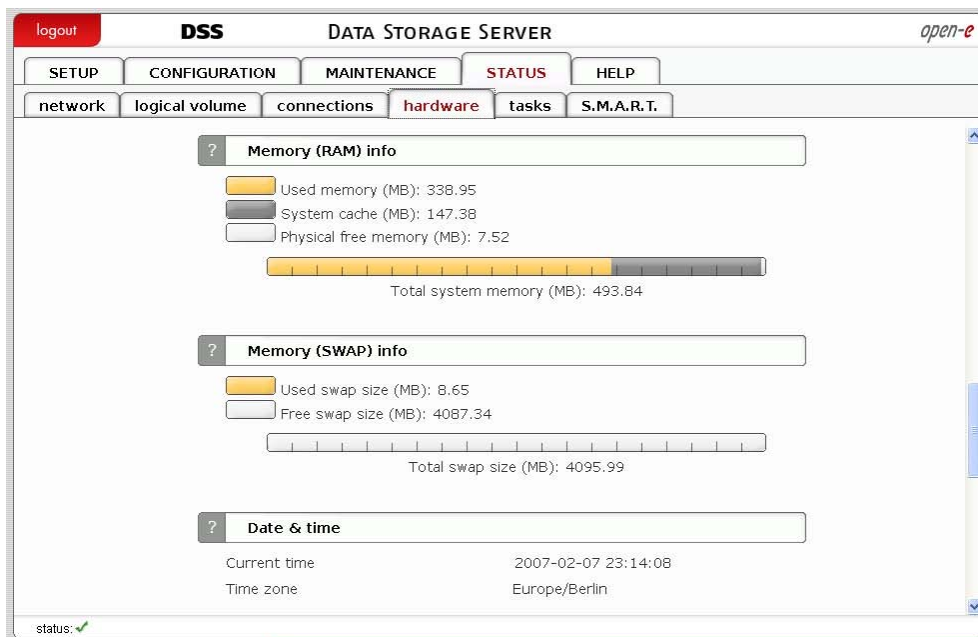 logout DSS DATA STORAGE SERVER open-e
SETUP CONFIGURATION MAINTENANCE STATUS HELP
network logical volume connections hardware tasks S.M.A.R.T.
? Memory (RAM) info
Used memory (MB): 338.95
System cache (MB): 147.38
Physical free memory (MB): 7.52
Total system memory (MB): 493.84
? Memory (SWAP) info
Used swap size (MB): 8.65
Free swap size (MB): 4087.34
Total swap size (MB): 4095.99
? Date & time
Current time 2007-02-07 23:14:08
Time zone Europe/Berlin
status: